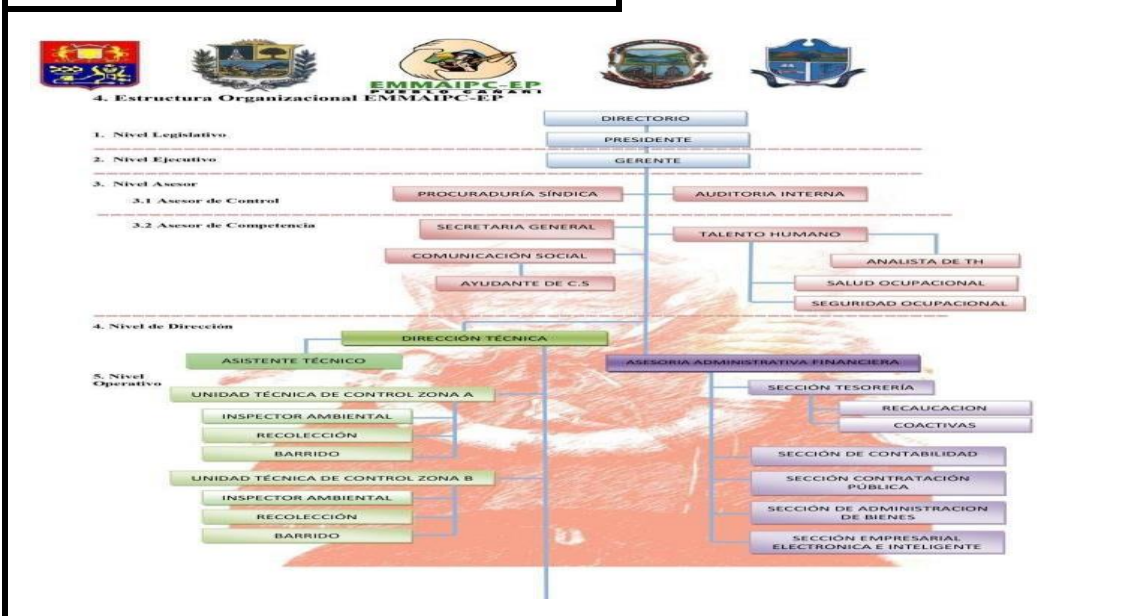 EMMAIPC-EP
PUEBLO CAÑARI
4. Estructura Organizacional EMMAIPC-EP
DIRECTORIO
1. Nivel Legislativo
PRESIDENTE
2. Nivel Ejecutivo
GERENTE
3. Nivel Asesor
PROCURADURÍA SÍNDICA
AUDITORIA INTERNA
3.1 Asesor de Control
3.2 Asesor de Competencia
SECRETARIA GENERAL
TALENTO HUMANO
COMUNICACIÓN SOCIAL
ANALISTA DE TH
AYUDANTE DE C.S
SALUD OCUPACIONAL
SEGURIDAD OCUPACIONAL
4. Nivel de Dirección
DIRECCIÓN TÉCNICA
ASISTENTE TÉCNICO
ASESORIA ADMINISTRATIVA FINANCIERA
5. Nivel
Operativo
UNIDAD TÉCNICA DE CONTROL ZONA A
INSPECTOR AMBIENTAL
RECOLECCIÓN
BARRIDO
UNIDAD TÉCNICA DE CONTROL ZONA B
INSPECTOR AMBIENTAL
RECOLECCIÓN
BARRIDO
SECCIÓN TESORERÍA
RECAUCACION
COACTIVAS
SECCIÓN DE CONTABILIDAD
SECCIÓN CONTRATACIÓN
PÚBLICA
SECCIÓN DE ADMINISTRACION
DE BIENES
SECCIÓN EMPRESARIAL
ELECTRONICA E INTELIGENTE